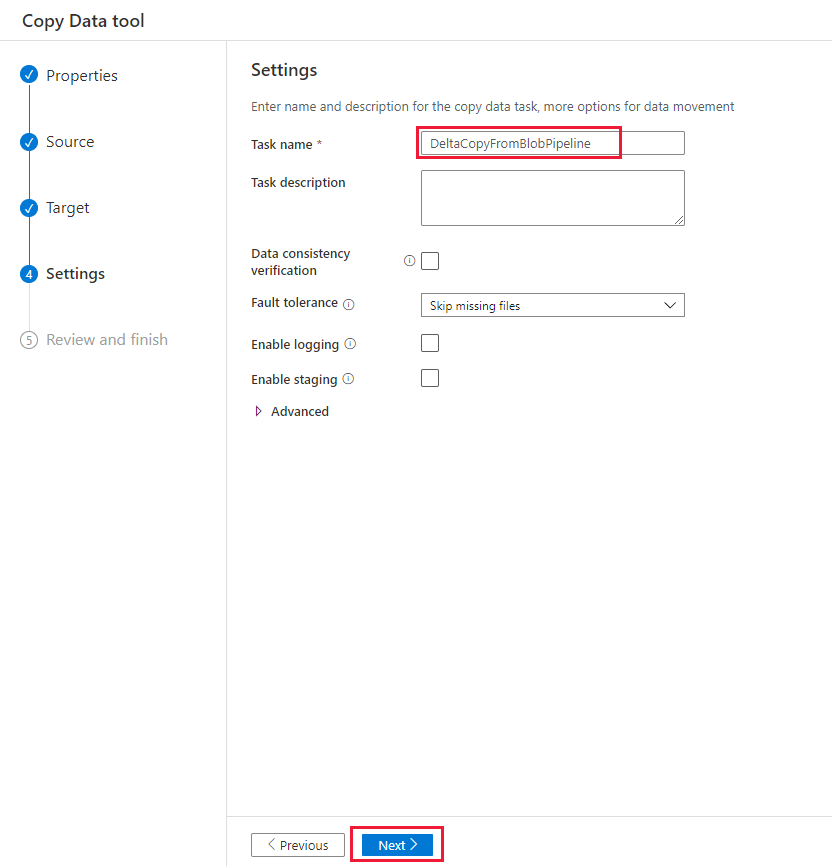 Copy Data tool
Properties
Source
Target
4 Settings
5 Review and finish
Settings
Enter name and description for the copy data task, more options for data movement
Task name *
DeltaCopyFromBlobPipeline
Task description
Data consistency
verification
Fault tolerance
Skip missing files
Enable logging
Enable staging
Advanced
Previous
Next